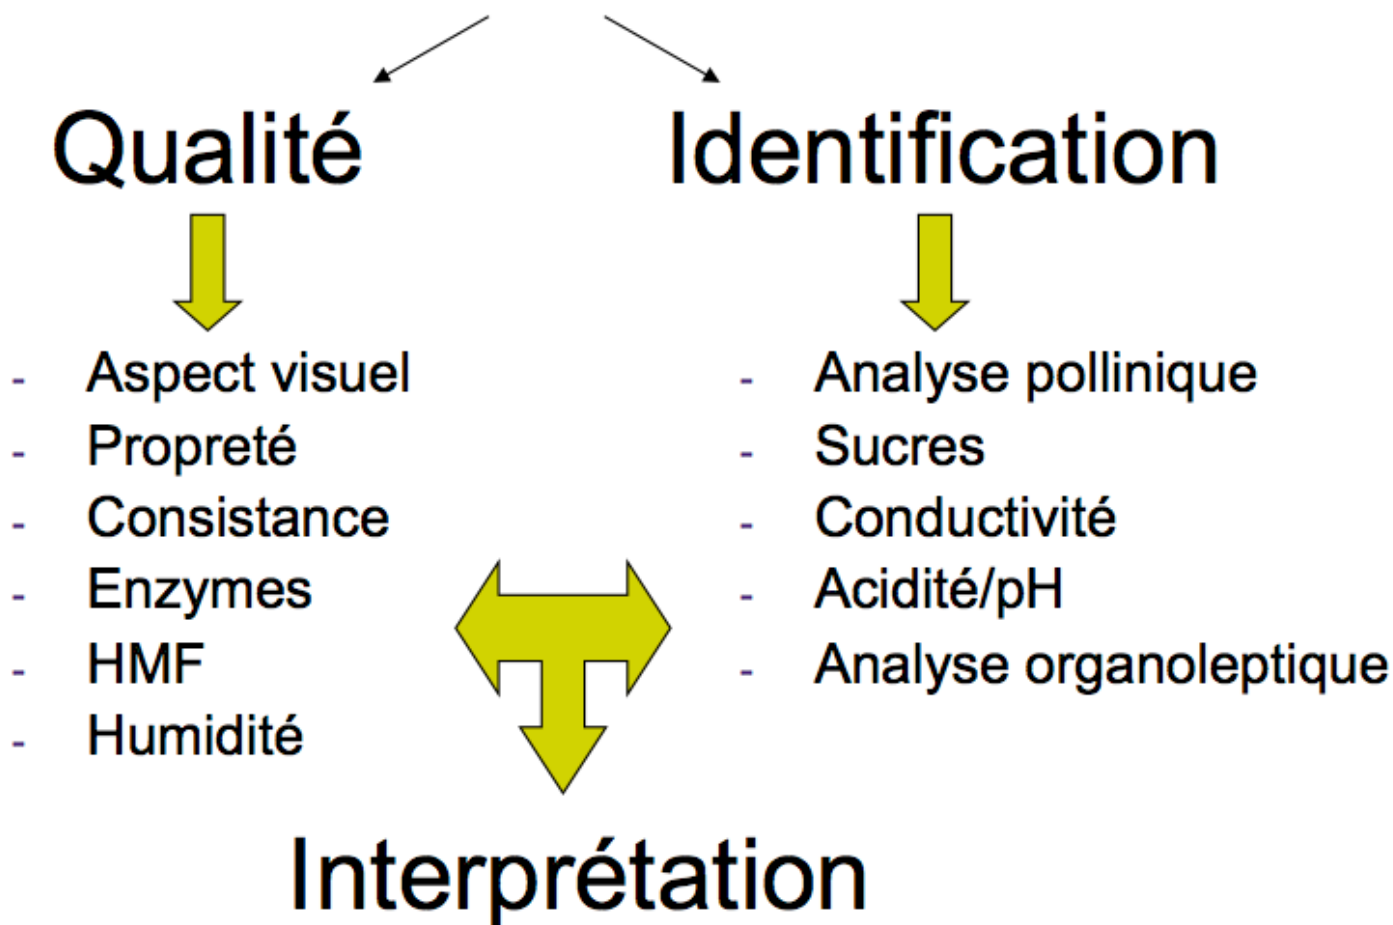 Qualité
Identification
- Aspect visuel
- Propreté
- Consistance
- Enzymes
- HMF
- Humidité
- Analyse pollinique
- Sucres
- Conductivité
- Acidité/pH
- Analyse organoleptique
Interprétation